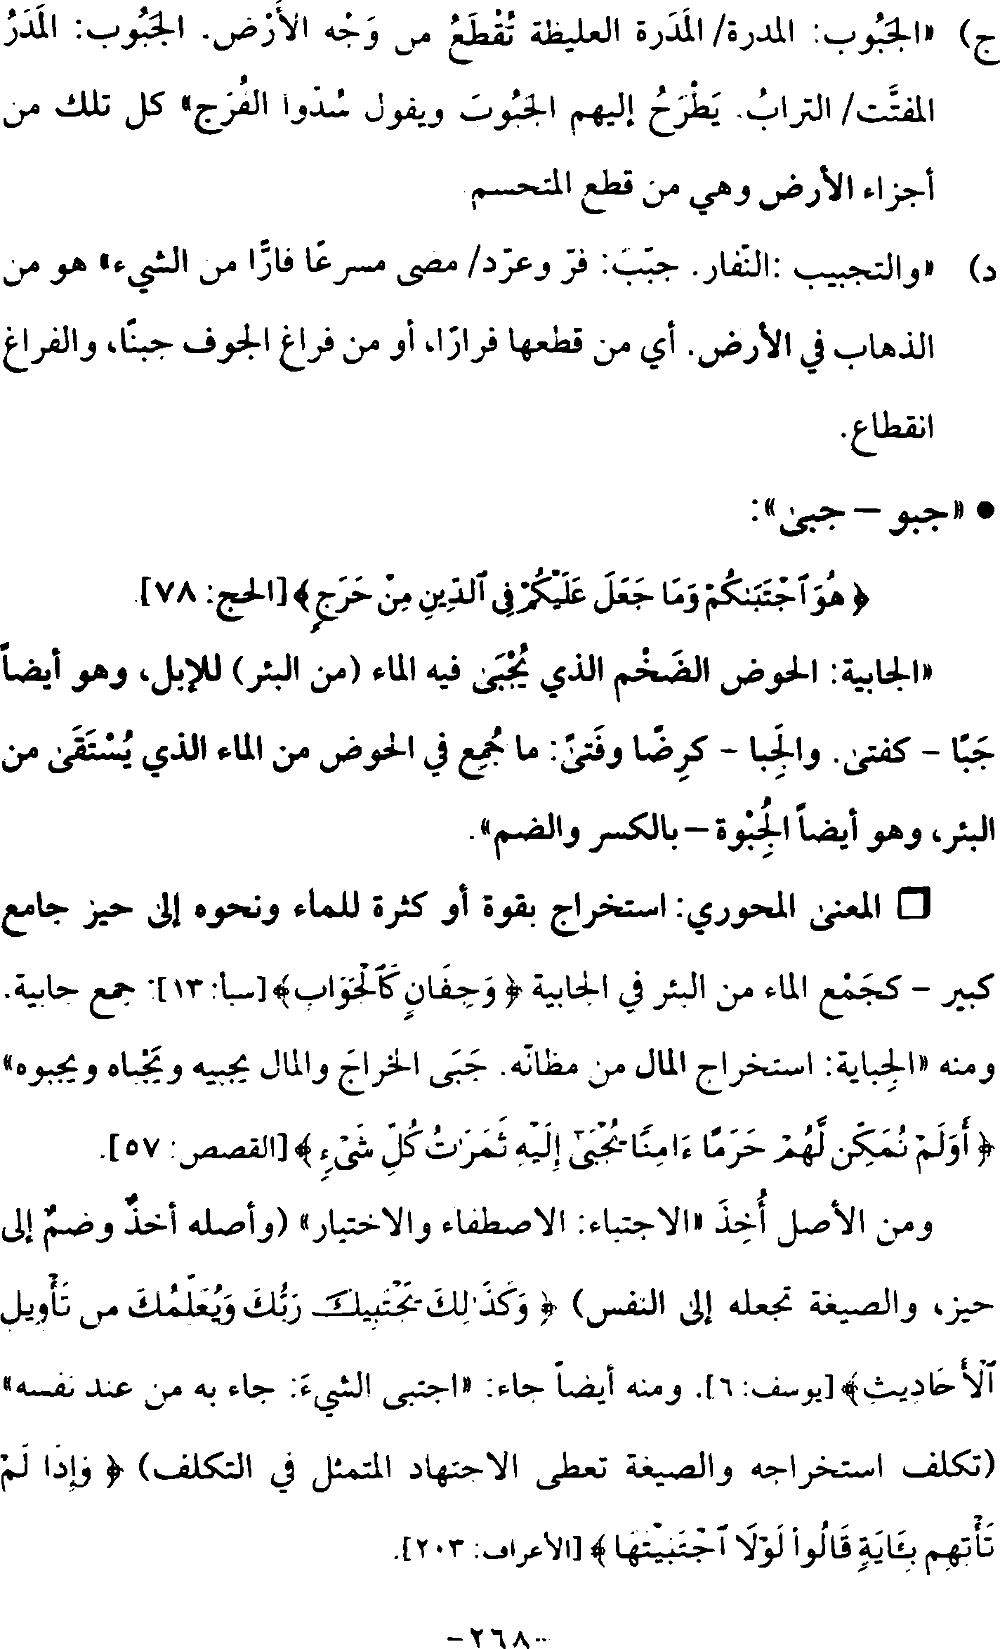 ج) «الجَبُوب: المدرة/ المَدَرة الغليظة تُقْطَعُ من وَجْه الأَرْض. الجَبُوب: المَدَرُ
المفتَّت/ الترابُ. يَطْرَحُ إليهم الجَبُوبَ ويقول سُدّوا الفُرَج» كل تلك من
أجزاء الأرض وهي من قطع المتجسم
د) «والتجبيب :النّفار. جبّبَ: فرّ وعرّد/ مضى مسرعًا فارًّا من الشيء» هو من
الذهاب في الأرض. أي من قطعها فرارًا، أو من فراغ الجوف جبنًا، والفراغ
انقطاع.
• «جبو – جبى»:
﴿ هُوَ ٱجْتَبَىٰكُمْ وَمَا جَعَلَ عَلَيْكُمْ فِي ٱلدِّينِ مِنْ حَرَجٍ ﴾ [الحج: ٧٨].
«الجابية: الحوض الضَخْم الذي يُجْبَى فيه الماء (من البئر) للإبل، وهو أيضاً
جَبًا - كفتى. والجِبا - كرِضًا وفَتىً: ما جُمِع في الحوض من الماء الذي يُسْتَقَى من
البئر، وهو أيضاً الجُِبْوة – بالكسر والضم».
❑ المعنى المحوري: استخراج بقوة أو كثرة للماء ونحوه إلى حيز جامع
كبير - كجَمْع الماء من البئر في الجابية ﴿ وَجِفَانٍ كَٱلْجَوَابِ ﴾ [سبأ: ١٣]: جمع جابية.
ومنه «الجِباية: استخراج المال من مظانّه. جَبَى الخراجَ والمال يجبيه ويَجْباه ويجبوه»
﴿ أَوَلَمْ نُمَكِّن لَّهُمْ حَرَمًا ءَامِنًا يُجْبَىٰٓ إِلَيْهِ ثَمَرَٰتُ كُلِّ شَىْءٍ ﴾ [القصص: ٥٧].
ومن الأصل أُخِذَ «الاجتباء: الاصطفاء والاختيار» (وأصله أخذٌ وضمٌ إلى
حيز، والصيغة تجعله إلى النفس) ﴿ وَكَذَٰلِكَ يَجْتَبِيكَ رَبُّكَ وَيُعَلِّمُكَ مِن تَأْوِيلِ
ٱلْأَحَادِيثِ ﴾ [يوسف: ٦]. ومنه أيضاً جاء: «اجتبى الشيءَ: جاء به من عند نفسه»
(تكلف استخراجه والصيغة تعطى الاجتهاد المتمثل في التكلف) ﴿ وَإِذَا لَمْ
تَأْتِهِم بِـَٔايَةٍ قَالُوا۟ لَوْلَا ٱجْتَبَيْتَهَا ﴾ [الأعراف: ٢٠٣].
-٢٦٨-